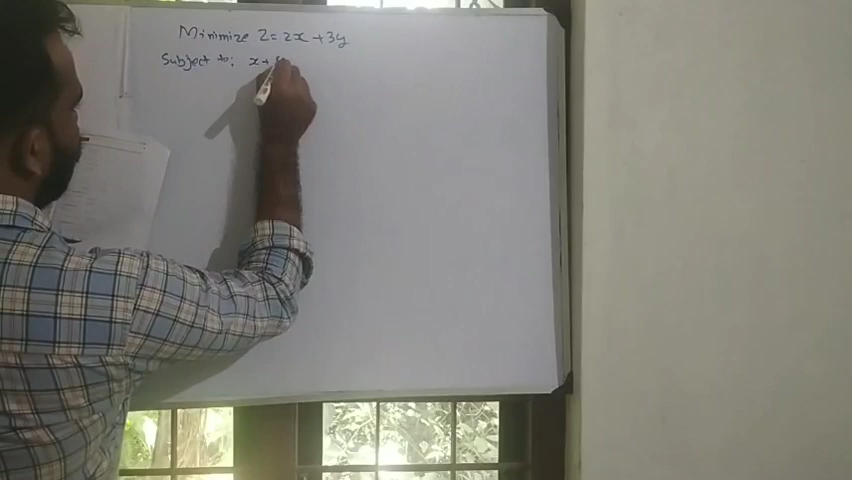 Minimize Z = 2x + 3y
Subject to: x +